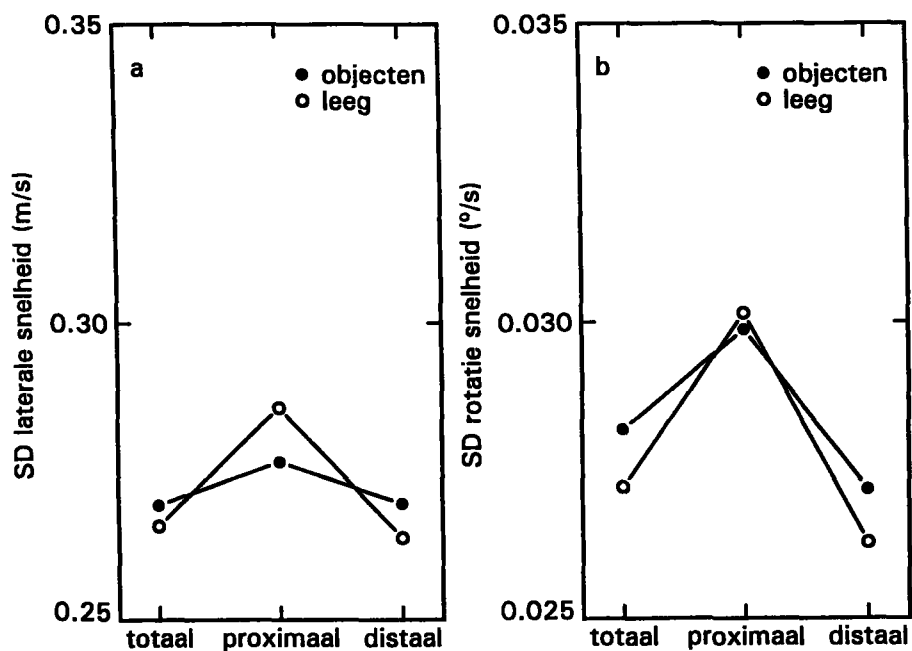 0.35
a
objecten
leeg
SD laterale snelheid (m/s)
0.30
0.25
totaal proximaal distaal
0.035
b
objecten
leeg
SD rotatie snelheid (º/s)
0.030
0.025
totaal proximaal distaal